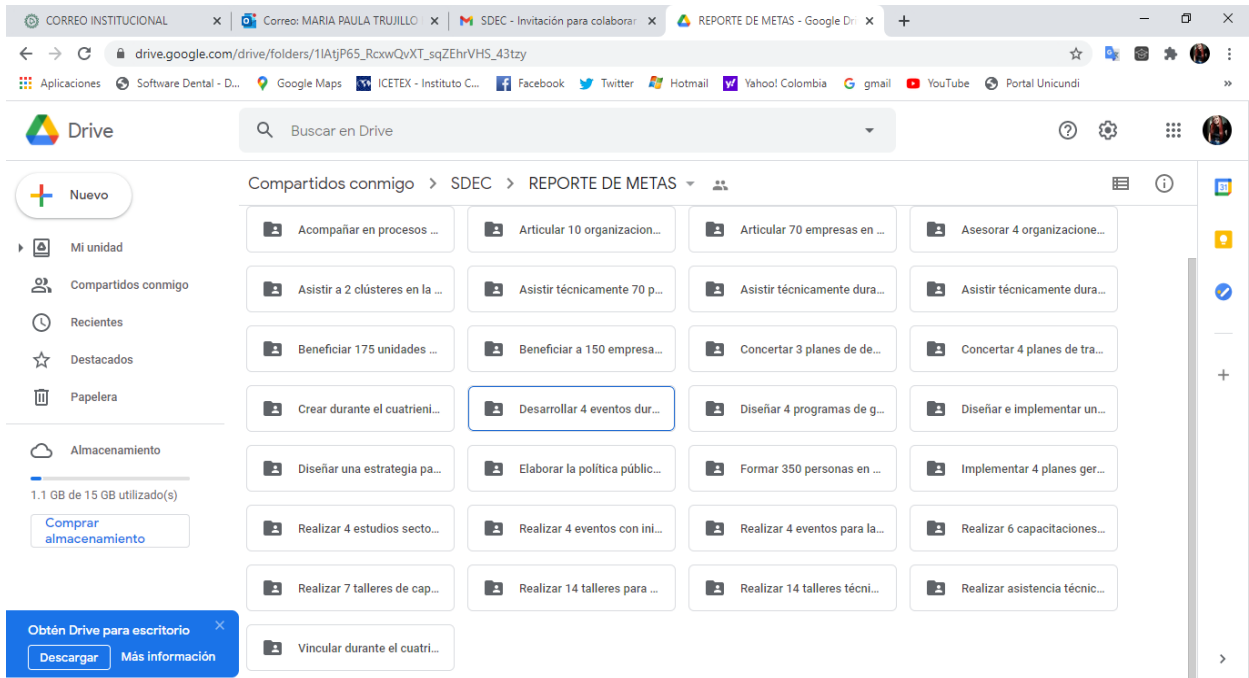 CORREO INSTITUCIONAL
Correo: MARIA PAULA TRUJILLO
SDEC - Invitación para colaborar
REPORTE DE METAS - Google Dri
drive.google.com/drive/folders/1lAtjP65_RcxwQvXT_sqZEhrVHS_43tzy
Aplicaciones Software Dental - D... Google Maps ICETEX - Instituto C... Facebook Twitter Hotmail Yahoo! Colombia gmail YouTube Portal Unicundi
Drive
Buscar en Drive
Nuevo
Mi unidad
Compartidos conmigo
Recientes
Destacados
Papelera
Almacenamiento
1.1 GB de 15 GB utilizado(s)
Comprar
almacenamiento
Obtén Drive para escritorio
Descargar Más información
Compartidos conmigo > SDEC > REPORTE DE METAS
Acompañar en procesos ... Articular 10 organizacion... Articular 70 empresas en ... Asesorar 4 organizacione...
Asistir a 2 clústeres en la ... Asistir técnicamente 70 p... Asistir técnicamente dura... Asistir técnicamente dura...
Beneficiar 175 unidades ... Beneficiar a 150 empresa... Concertar 3 planes de de... Concertar 4 planes de tra...
Crear durante el cuatrieni... Desarrollar 4 eventos dur... Diseñar 4 programas de g... Diseñar e implementar un...
Diseñar una estrategia pa... Elaborar la política públic... Formar 350 personas en ... Implementar 4 planes ger...
Realizar 4 estudios secto... Realizar 4 eventos con ini... Realizar 4 eventos para la... Realizar 6 capacitaciones...
Realizar 7 talleres de cap... Realizar 14 talleres para ... Realizar 14 talleres técni... Realizar asistencia técnic...
Vincular durante el cuatri...
31